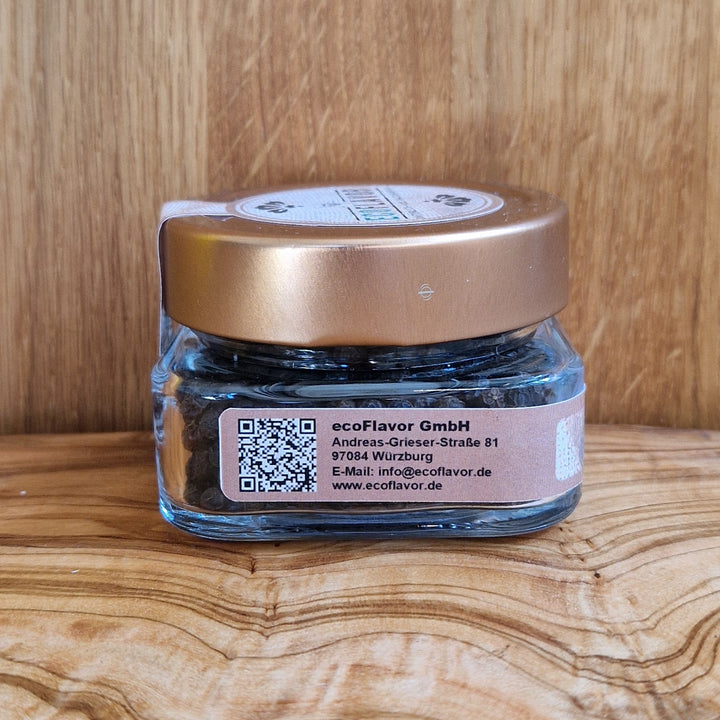 ecoFlavor GmbH
Andreas-Grieser-Straße 81
97084 Würzburg
E-Mail: info@ecoflavor.de
www.ecoflavor.de